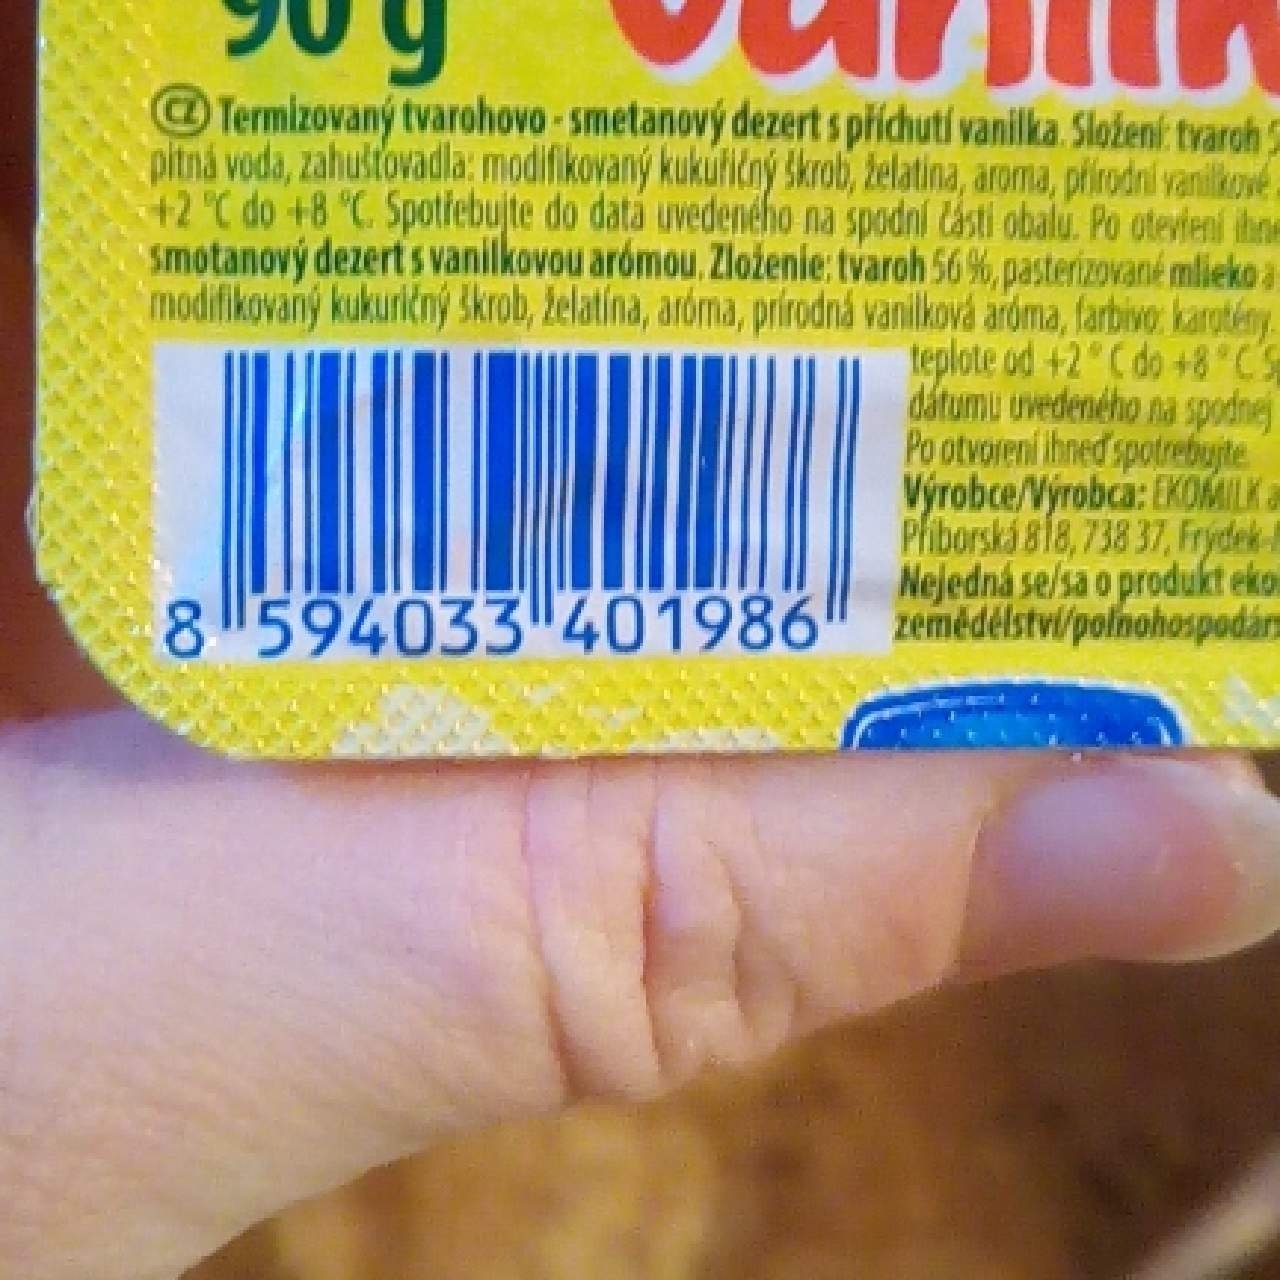 90 g vanilk
CZ Termizovaný tvarohovo - smetanový dezert s příchutí vanilka. Složení: tvaroh
pitná voda, zahušťovadla: modifikovaný kukuřičný škrob, želatina, aroma, přírodní vanilkové
+2 °C do +8 °C. Spotřebujte do data uvedeného na spodní části obalu. Po otevření ihne
smotanový dezert s vanilkovou arómou. Zloženie: tvaroh 56 %, pasterizované mlieko a
modifikovaný kukuričný škrob, želatína, aróma, prírodná vanilková aróma, farbivo: karotény.
teplote od +2 °C do +8 °C Sp
dátumu uvedeného na spodnej
Po otvorení ihneď spotrebujte.
Výrobce/Výrobca: EKOMILK a
Příborská 818, 738 37, Frýdek-
Nejedná se/sa o produkt eko
zemědělství/poľnohospodárs
8 594033 401986